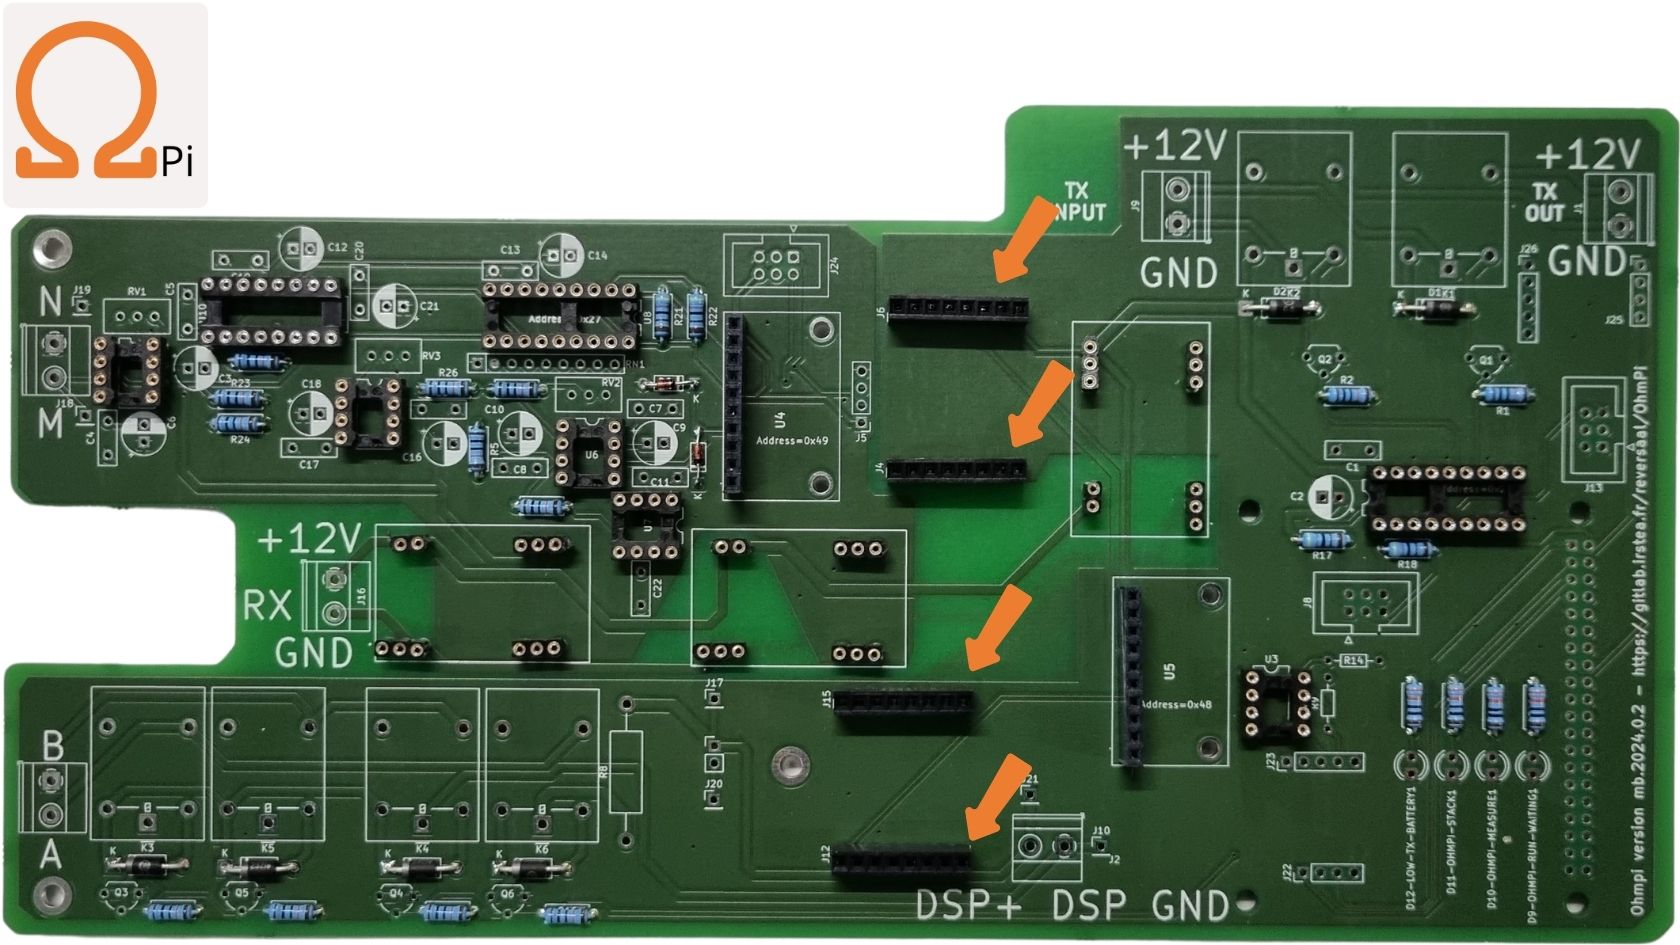 Ω
Pi
+12V
+12V
TX
INPUT
J9
TX
OUT
J1
GND
GND
J26
J25
K
D2K2
K
D1K1
Q2
Q1
R2
R1
C12
C20
C13
C14
J24
N
J19
RV1
C5
U10
C21
Address=0x27
U8
R21
R22
J6
RV3
RN1
C3
R23
R24
C18
R26
RV2
K
M
J18
C4
C6
C17
C16
C10
R5
C8
C7
C9
C11
K
U6
U7
U4
Address=0x49
J5
J4
C1
C2
J13
R17
R18
+12V
RX
GND
J16
C22
J8
R14
U3
U5
Address=0x48
J17
J15
J20
R8
J23
B
A
K
K3
K
K5
K
K4
K
K6
Q3
Q5
Q4
Q6
J12
J21
J10
J2
J22
DSP+ DSP GND
D12-LOW-TX-BATTERY1
D11-OHMPI-STACK1
D10-OHMPI-MEASURE1
D9-OHMPI-RUN-WAITING1
Ohmpi version mb.2024.0.2 - https://gitlab.irstea.fr/reversaal/OhmPi